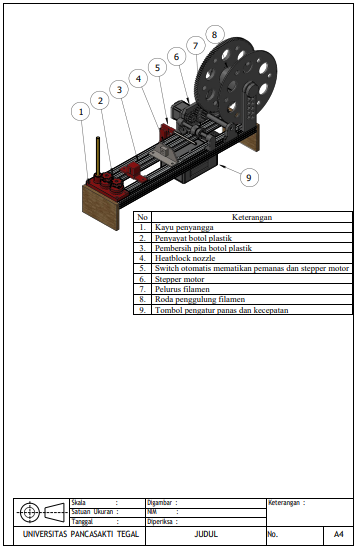 8
7
6
5
4
3
2
1
9
No Keterangan
1. Kayu penyangga
2. Penyayat botol plastik
3. Pembersih pita botol plastik
4. Heatblock nozzle
5. Switch otomatis mematikan pemanas dan stepper motor
6. Stepper motor
7. Pelurus filamen
8. Roda penggulung filamen
9. Tombol pengatur panas dan kecepatan
Skala : Digambar : Keterangan :
Satuan Ukuran : NIM :
Tanggal : Diperiksa :
UNIVERSITAS PANCASAKTI TEGAL JUDUL No. A4